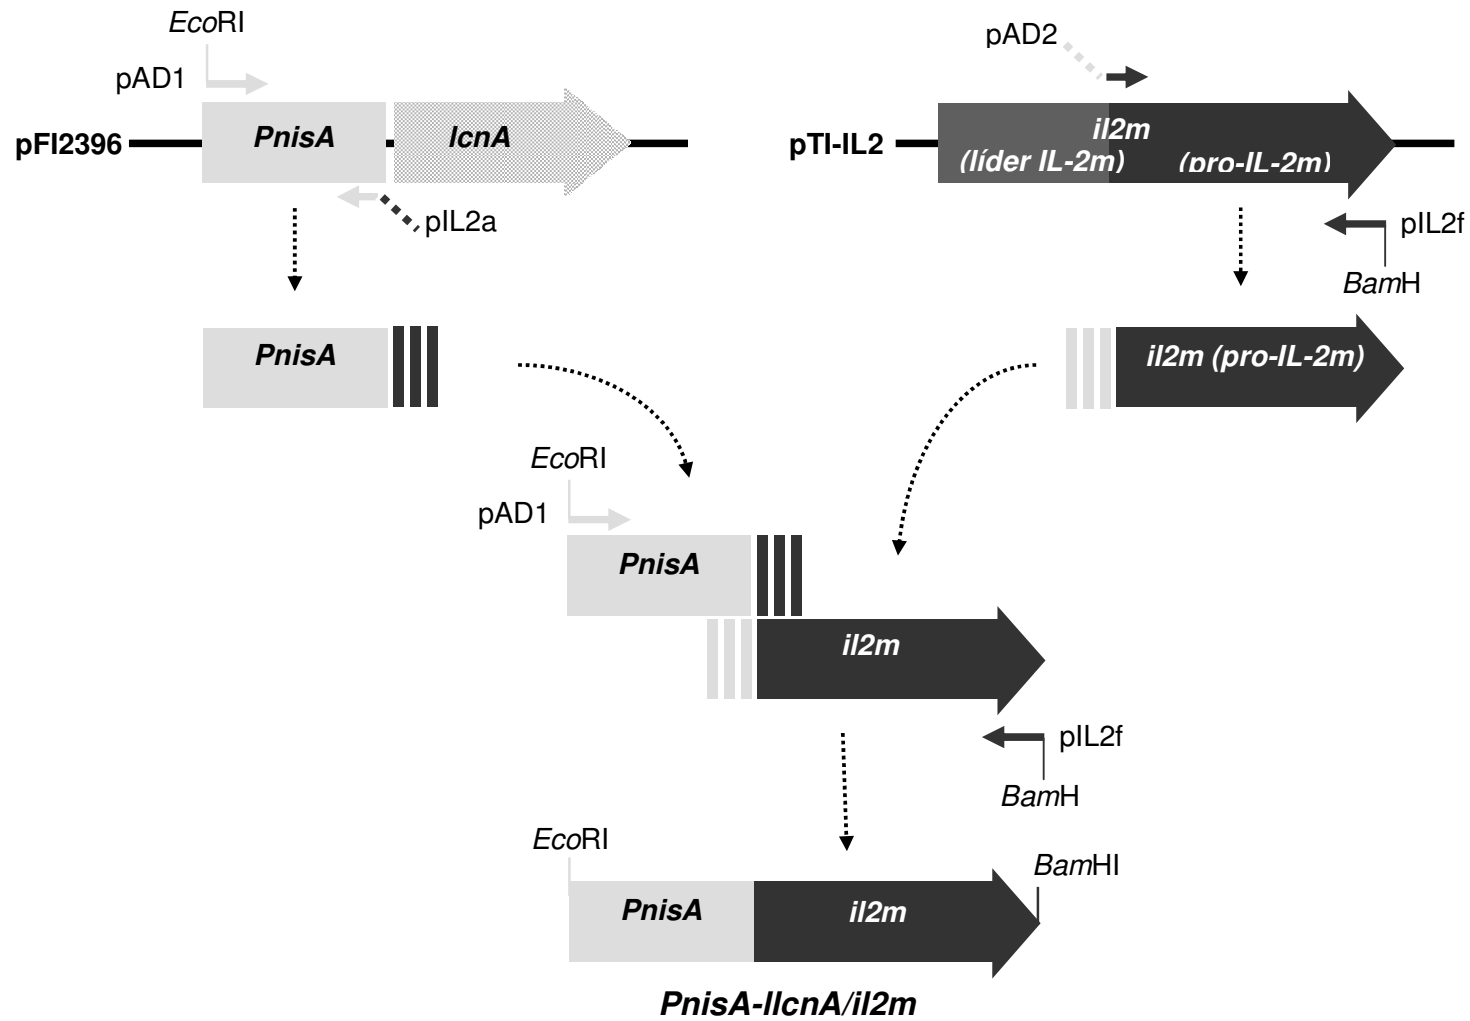 EcoRI
pAD1
pFI2396
PnisA
lcnA
pIL2a
pAD2
pTI-IL2
il2m
(líder IL-2m)
(pro-IL-2m)
pIL2f
BamH
PnisA
il2m (pro-IL-2m)
EcoRI
pAD1
PnisA
il2m
pIL2f
BamH
EcoRI
BamHI
PnisA
il2m
PnisA-llcnA/il2m